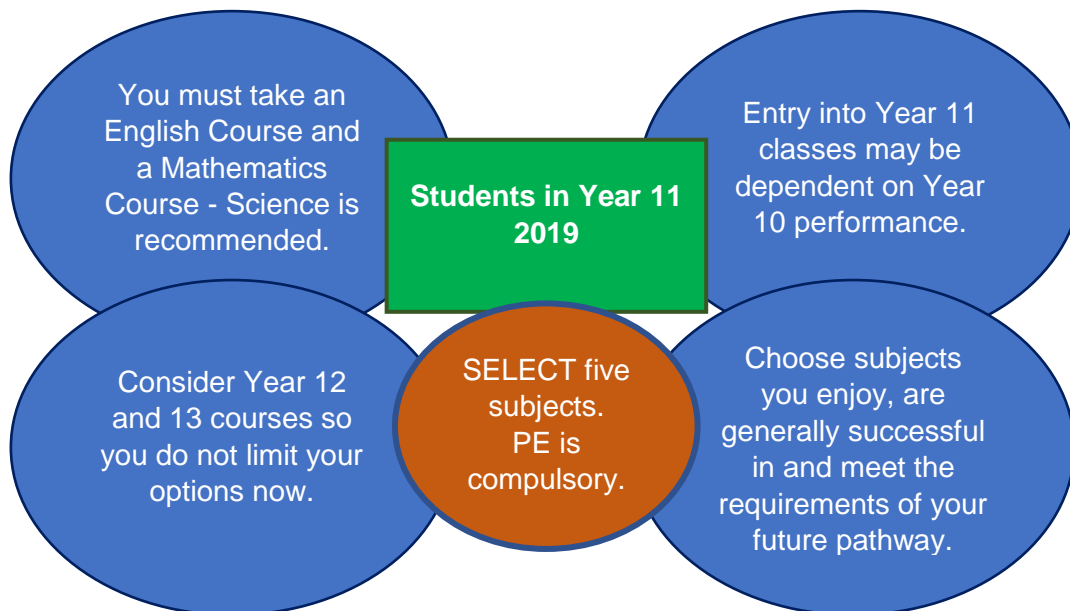 You must take an
English Course and
a Mathematics
Course - Science is
recommended.
Students in Year 11
2019
Entry into Year 11
classes may be
dependent on Year
10 performance.
Consider Year 12
and 13 courses so
you do not limit your
options now.
SELECT five
subjects.
PE is
compulsory.
Choose subjects
you enjoy, are
generally successful
in and meet the
requirements of your
future pathway.